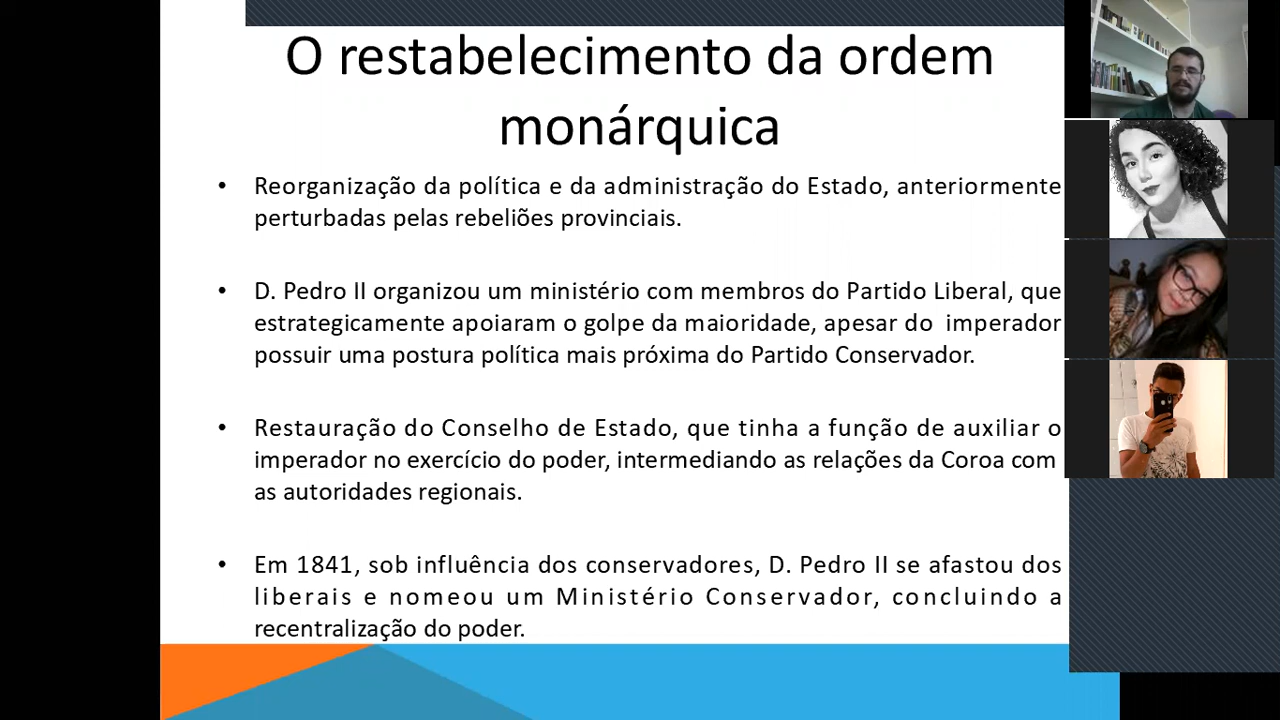 O restabelecimento da ordem
monárquica
• Reorganização da política e da administração do Estado, anteriormente
perturbadas pelas rebeliões provinciais.
• D. Pedro II organizou um ministério com membros do Partido Liberal, que
estrategicamente apoiaram o golpe da maioridade, apesar do imperador
possuir uma postura política mais próxima do Partido Conservador.
• Restauração do Conselho de Estado, que tinha a função de auxiliar o
imperador no exercício do poder, intermediando as relações da Coroa com
as autoridades regionais.
• Em 1841, sob influência dos conservadores, D. Pedro II se afastou dos
liberais e nomeou um Ministério Conservador, concluindo a
recentralização do poder.